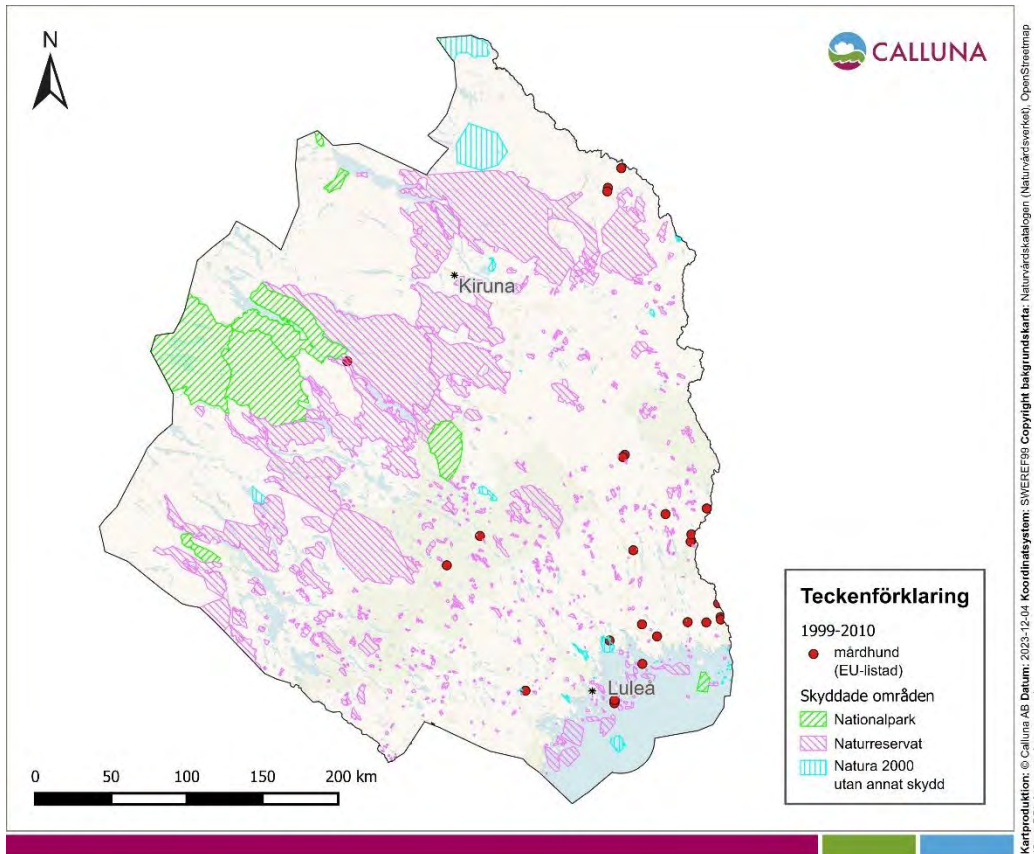 N
CALLUNA
Kiruna
Luleå
0 50 100 150 200 km
Teckenförklaring
1999-2010
mårdhund
(EU-listad)
Skyddade områden
Nationalpark
Naturreservat
Natura 2000
utan annat skydd
Kartproduktion: © Calluna AB Datum: 2023-12-04 Koordinatsystem: SWEREF99 Copyright bakgrundskarta: Naturvårdskatalogen (Naturvårdsverket), OpenStreetmap